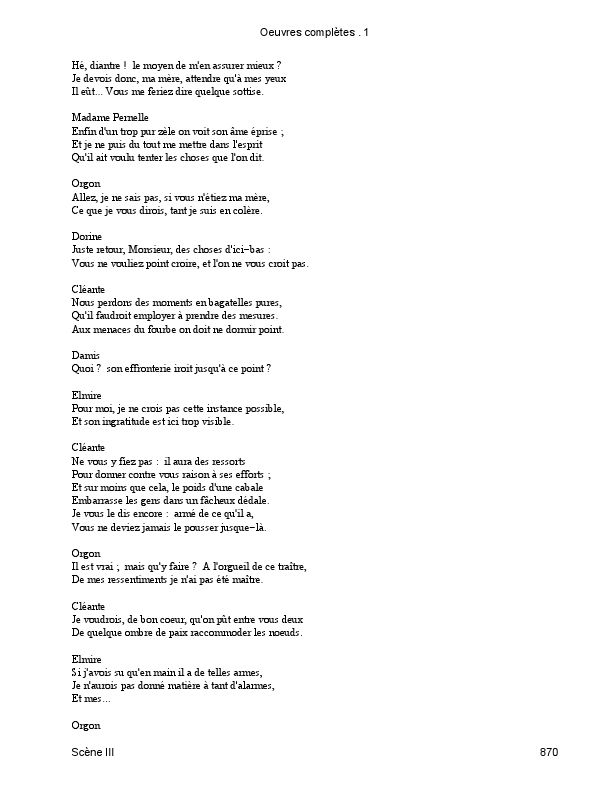 Oeuvres complètes . 1
Hé, diantre !  le moyen de m'en assurer mieux ?
Je devois donc, ma mère, attendre qu'à mes yeux
Il eût... Vous me feriez dire quelque sottise.
Madame Pernelle
Enfin d'un trop pur zèle on voit son âme éprise ;
Et je ne puis du tout me mettre dans l'esprit
Qu'il ait voulu tenter les choses que l'on dit.
Orgon
Allez, je ne sais pas, si vous n'étiez ma mère,
Ce que je vous dirois, tant je suis en colère.
Dorine
Juste retour, Monsieur, des choses d'ici−bas :
Vous ne vouliez point croire, et l'on ne vous croit pas.
Cléante
Nous perdons des moments en bagatelles pures,
Qu'il faudroit employer à prendre des mesures.
Aux menaces du fourbe on doit ne dormir point.
Damis
Quoi ?  son effronterie iroit jusqu'à ce point ?
Elmire
Pour moi, je ne crois pas cette instance possible,
Et son ingratitude est ici trop visible.
Cléante
Ne vous y fiez pas :  il aura des ressorts
Pour donner contre vous raison à ses efforts ;
Et sur moins que cela, le poids d'une cabale
Embarrasse les gens dans un fâcheux dédale.
Je vous le dis encore :  armé de ce qu'il a,
Vous ne deviez jamais le pousser jusque−là.
Orgon
Il est vrai ;  mais qu'y faire ?  A l'orgueil de ce traître,
De mes ressentiments je n'ai pas été maître.
Cléante
Je voudrois, de bon coeur, qu'on pût entre vous deux
De quelque ombre de paix raccommoder les noeuds.
Elmire
Si j'avois su qu'en main il a de telles armes,
Je n'aurois pas donné matière à tant d'alarmes,
Et mes...
Orgon
Scène III
870